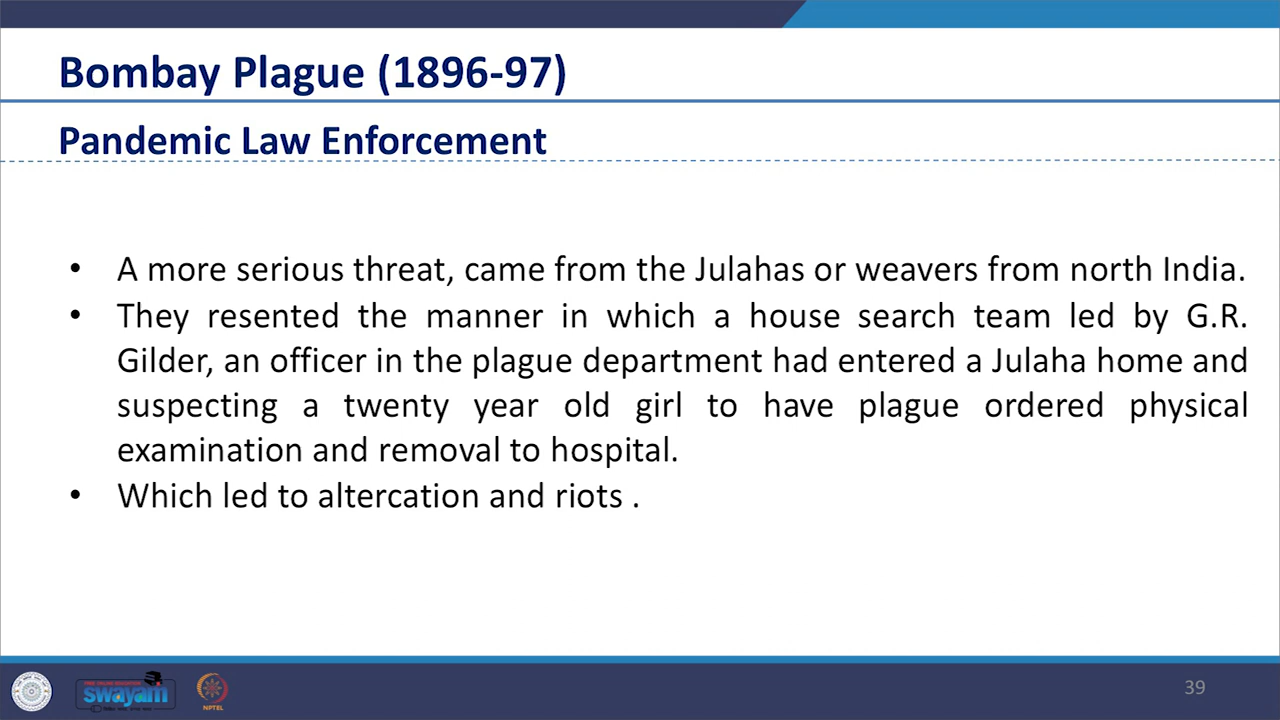 Bombay Plague (1896-97)
Pandemic Law Enforcement
• A more serious threat, came from the Julahas or weavers from north India.
• They resented the manner in which a house search team led by G.R.
Gilder, an officer in the plague department had entered a Julaha home and
suspecting a twenty year old girl to have plague ordered physical
examination and removal to hospital.
• Which led to altercation and riots .
swayam
NPTEL
39